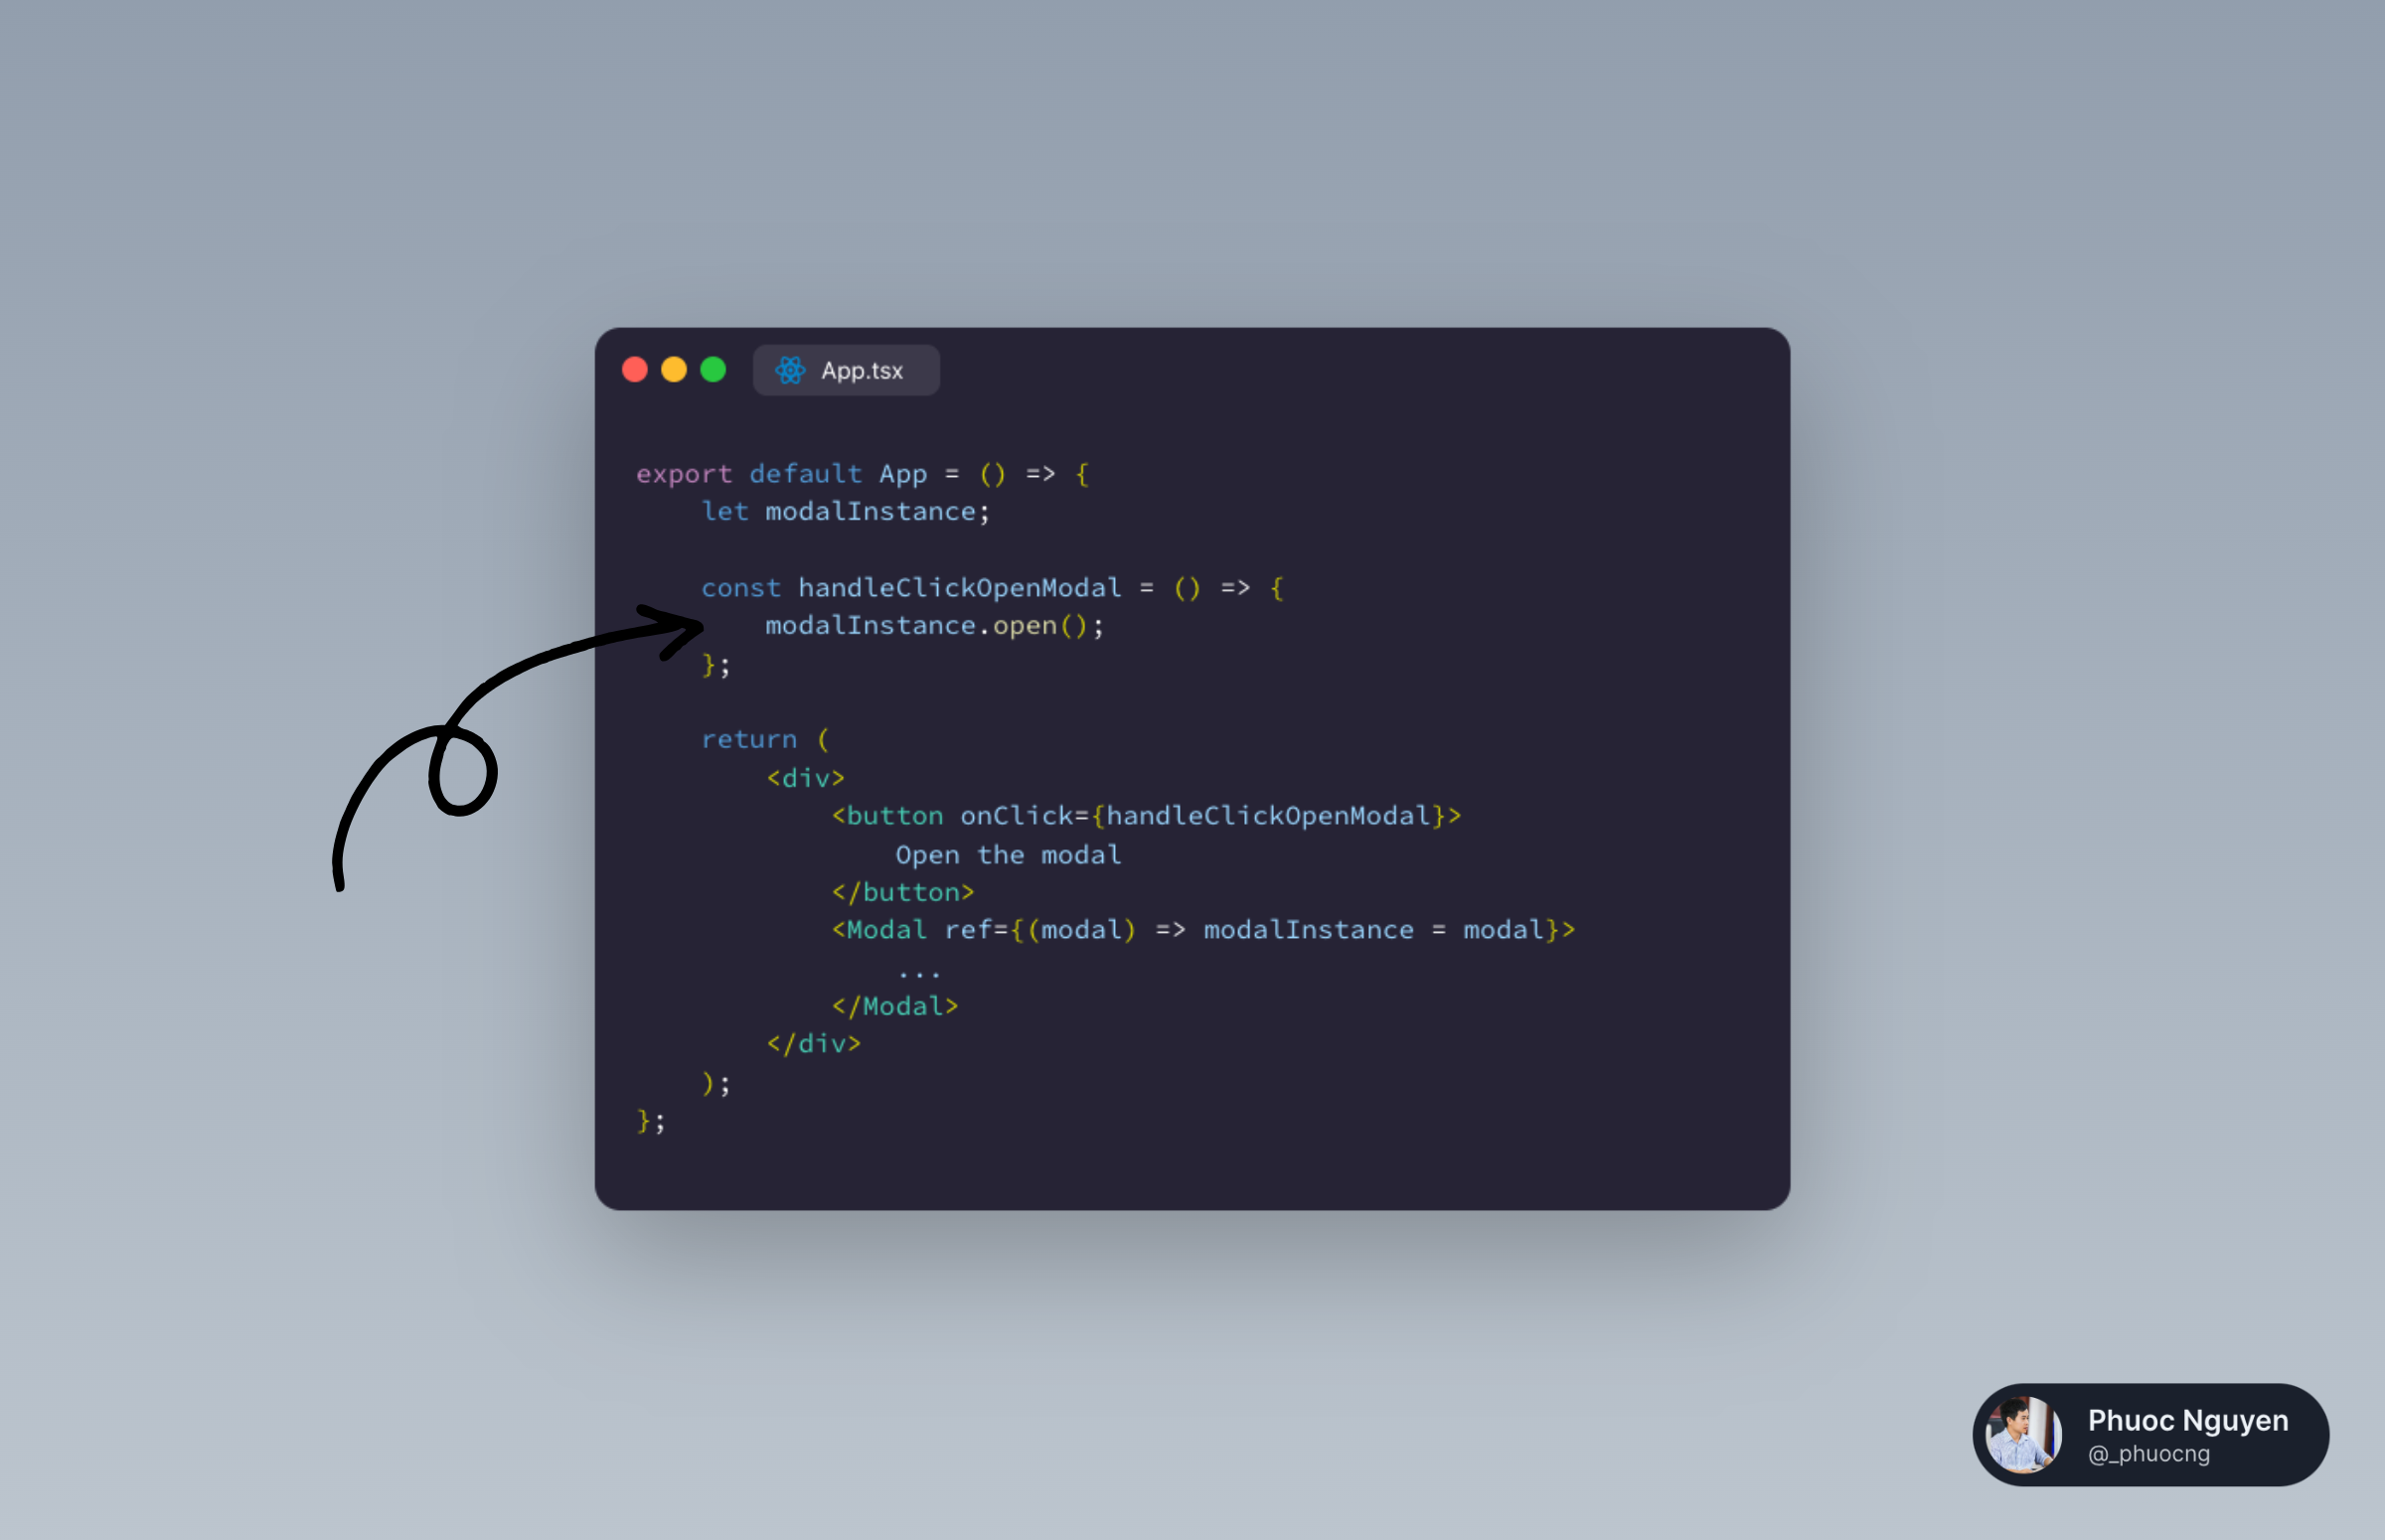 App.tsx
export default App = () => {
    let modalInstance;

    const handleClickOpenModal = () => {
        modalInstance.open();
    };

    return (
        <div>
            <button onClick={handleClickOpenModal}>
                Open the modal
            </button>
            <Modal ref={(modal) => modalInstance = modal}>
                ...
            </Modal>
        </div>
    );
};
Phuoc Nguyen
@_phuocng